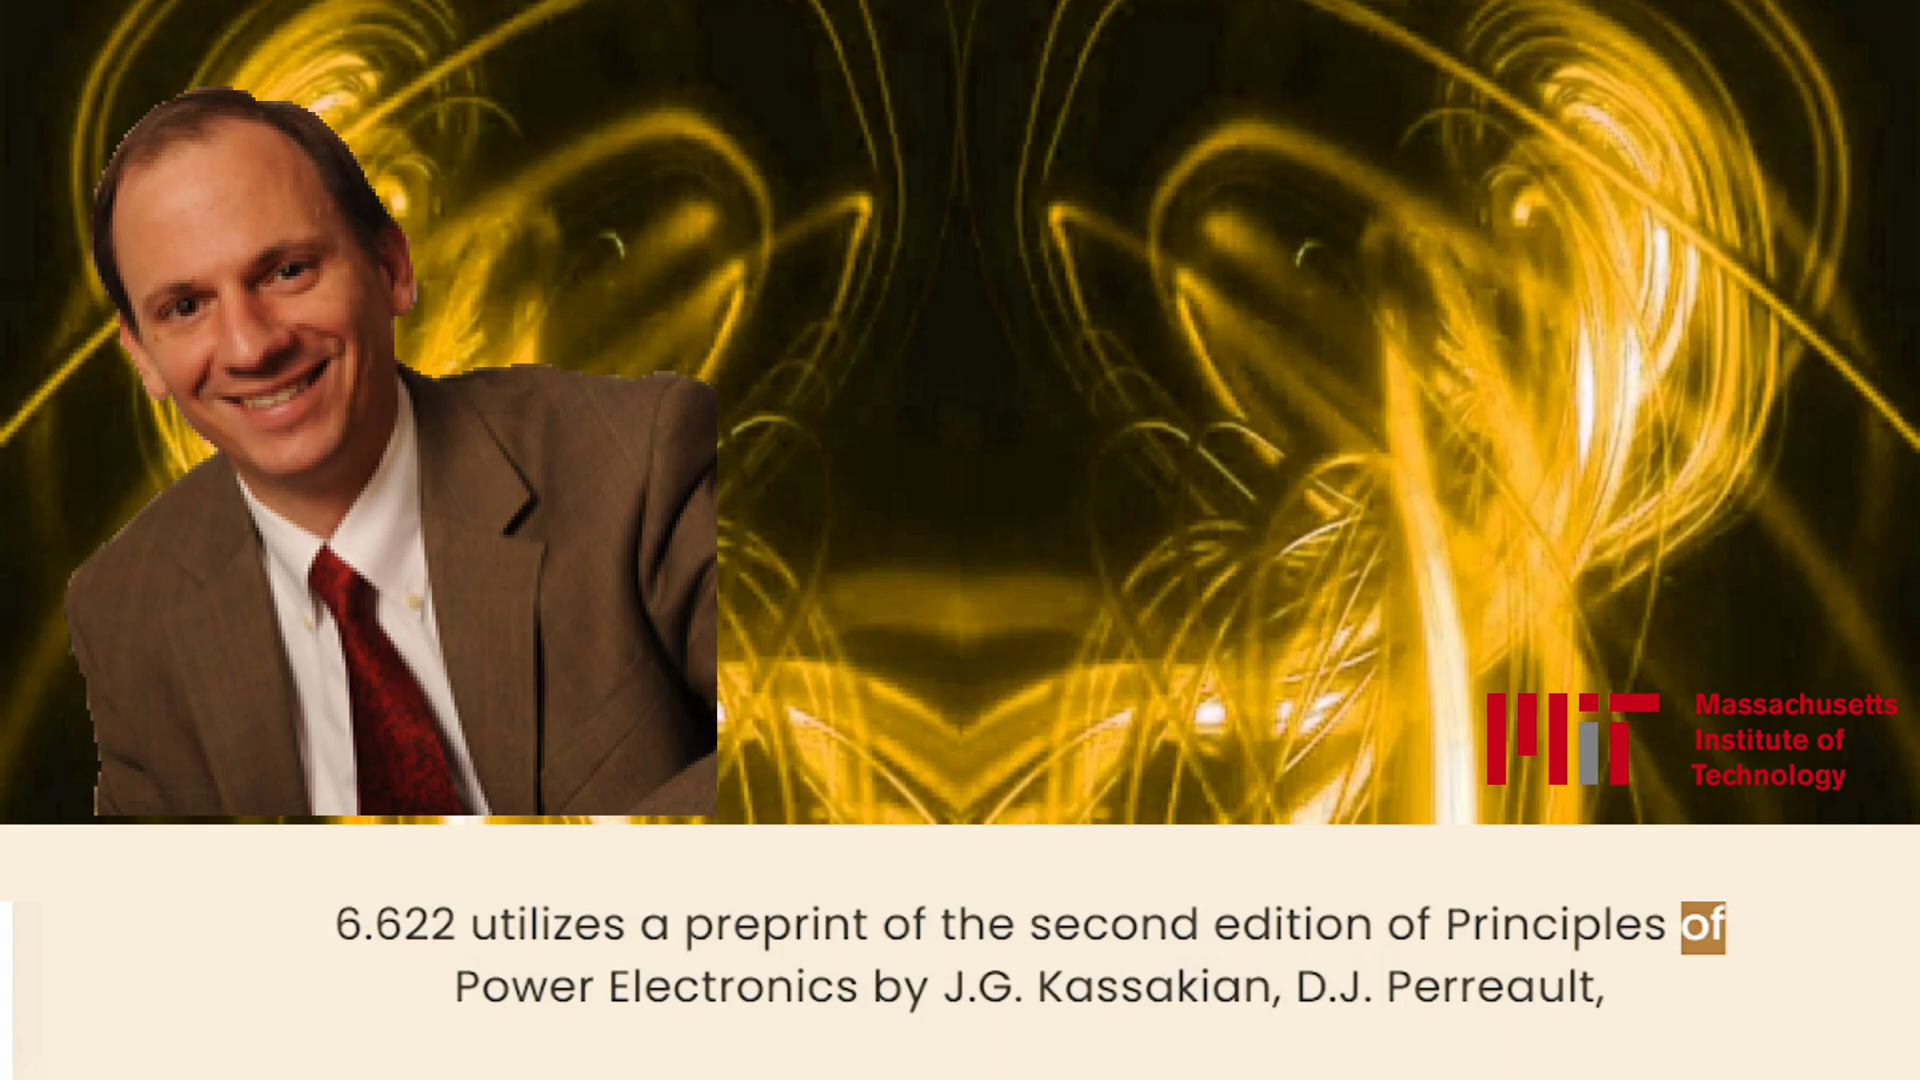 Massachusetts
Institute of
Technology
6.622 utilizes a preprint of the second edition of Principles of
Power Electronics by J.G. Kassakian, D.J. Perreault,